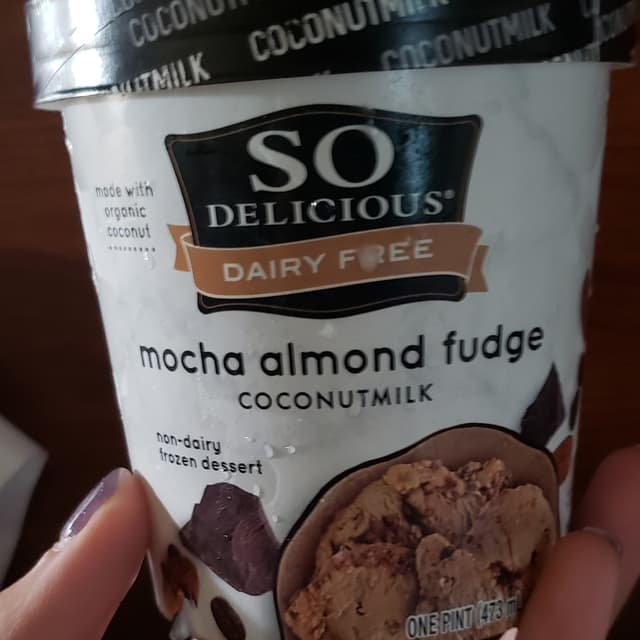 COCONUTMILK
COCONUTMILK
COCONUTMILK
SO
DELICIOUS®
DAIRY FREE
made with
organic
coconut
mocha almond fudge
COCONUTMILK
non-dairy
frozen dessert
ONE PINT (473